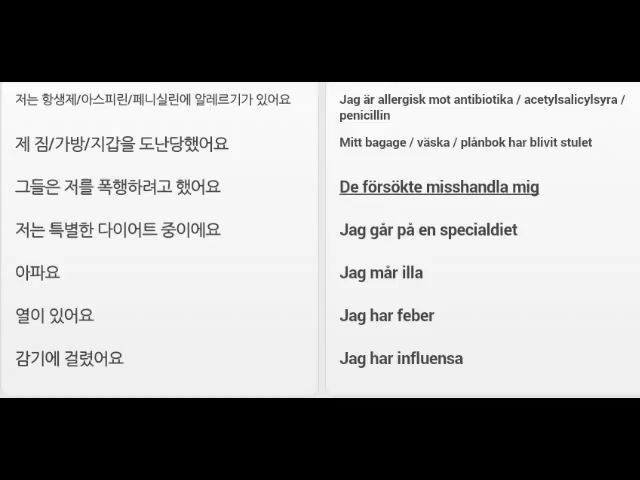 저는 항생제/아스피린/페니실린에 알레르기가 있어요
Jag är allergisk mot antibiotika / acetylsalicylsyra /
penicillin
제 짐/가방/지갑을 도난당했어요
Mitt bagage / väska / plånbok har blivit stulet
그들은 저를 폭행하려고 했어요
De försökte misshandla mig
저는 특별한 다이어트 중이에요
Jag går på en specialdiet
아파요
Jag mår illa
열이 있어요
Jag har feber
감기에 걸렸어요
Jag har influensa